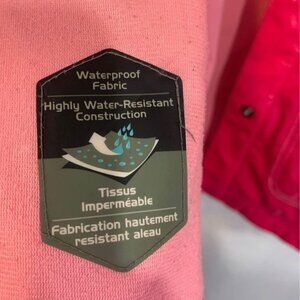 Waterproof
Fabric
Highly Water-Resistant
Construction
Tissus
Imperméable
Fabrication hautement
resistant aleau